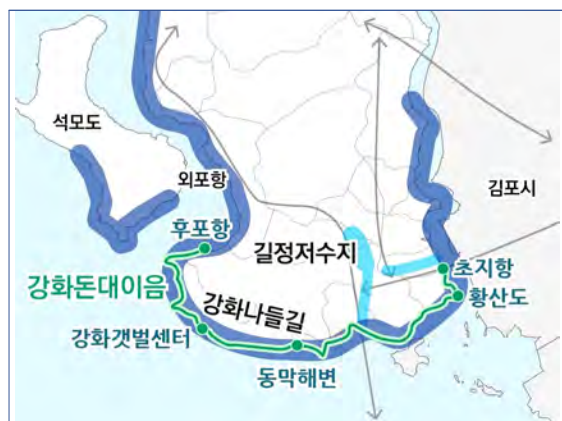 석모도
외포항
김포시
후포항
길정저수지
초지항
강화돈대이음
강화나들길
황산도
강화갯벌센터
동막해변